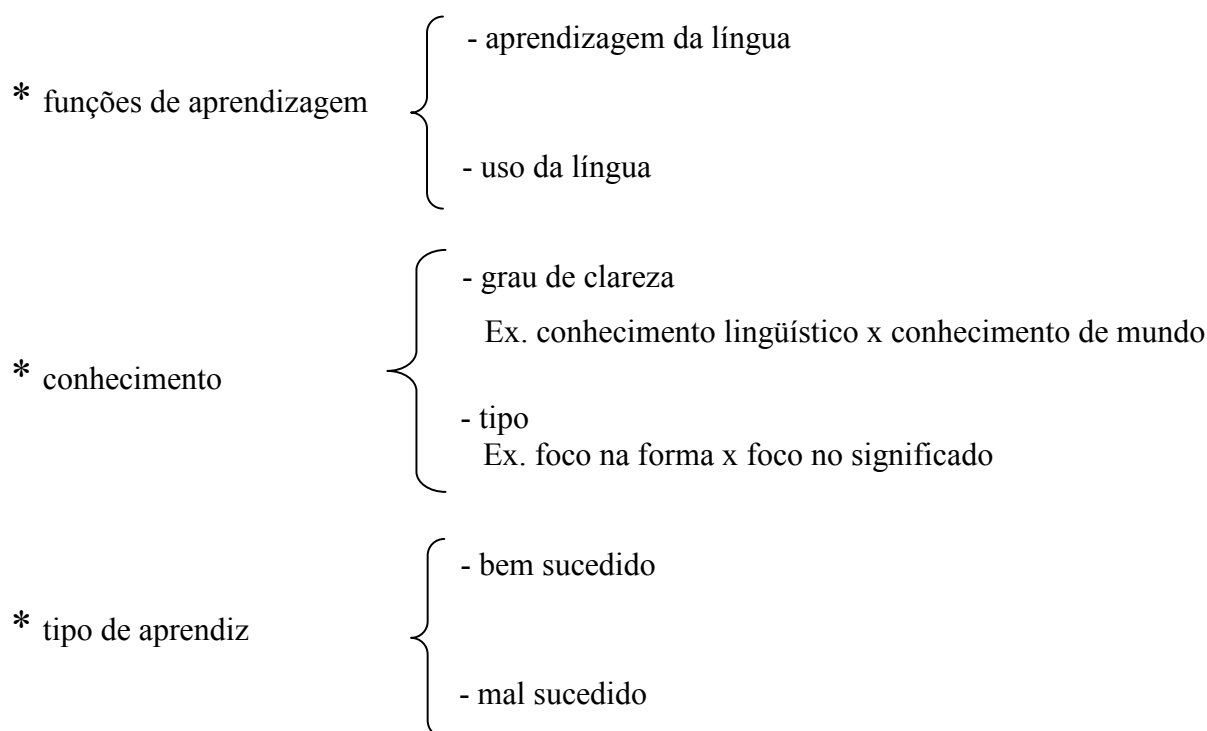 - aprendizagem da língua
* funções de aprendizagem
- uso da língua
- grau de clareza
Ex. conhecimento lingüístico x conhecimento de mundo
* conhecimento
- tipo
Ex. foco na forma x foco no significado
- bem sucedido
* tipo de aprendiz
- mal sucedido